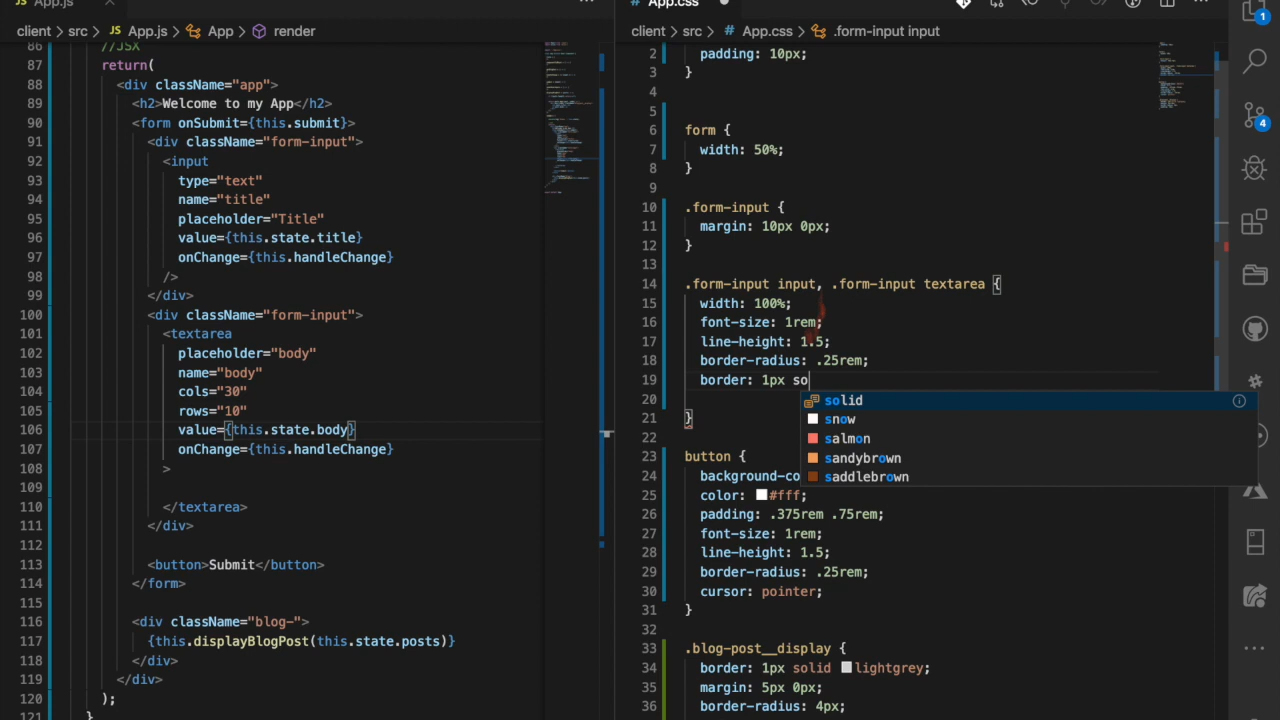 App.js
client > src > App.js > App > render
86 //JSX
87 return(
88 <div className="app">
89 <h2>Welcome to my App</h2>
90 <form onSubmit={this.submit}>
91 <div className="form-input">
92 <input
93 type="text"
94 name="title"
95 placeholder="Title"
96 value={this.state.title}
97 onChange={this.handleChange}
98 />
99 </div>
100 <div className="form-input">
101 <textarea
102 placeholder="body"
103 name="body"
104 cols="30"
105 rows="10"
106 value={this.state.body}
107 onChange={this.handleChange}
108 >
109
110 </textarea>
111 </div>
112
113 <button>Submit</button>
114 </form>
115
116 <div className="blog-">
117 {this.displayBlogPost(this.state.posts)}
118 </div>
119 </div>
120 );
121 }
# App.css
client > src > # App.css > .form-input input
2 padding: 10px;
3 }
4
5
6 form {
7 width: 50%;
8 }
9
10 .form-input {
11 margin: 10px 0px;
12 }
13
14 .form-input input, .form-input textarea {
15 width: 100%;
16 font-size: 1rem;
17 line-height: 1.5;
18 border-radius: .25rem;
19 border: 1px so
20
21 }
22
23 button {
24 background-co
25 color: #fff;
26 padding: .375rem .75rem;
27 font-size: 1rem;
28 line-height: 1.5;
29 border-radius: .25rem;
30 cursor: pointer;
31 }
32
33 .blog-post__display {
34 border: 1px solid lightgrey;
35 margin: 5px 0px;
36 border-radius: 4px;
solid
snow
salmon
sandybrown
saddlebrown
1
4